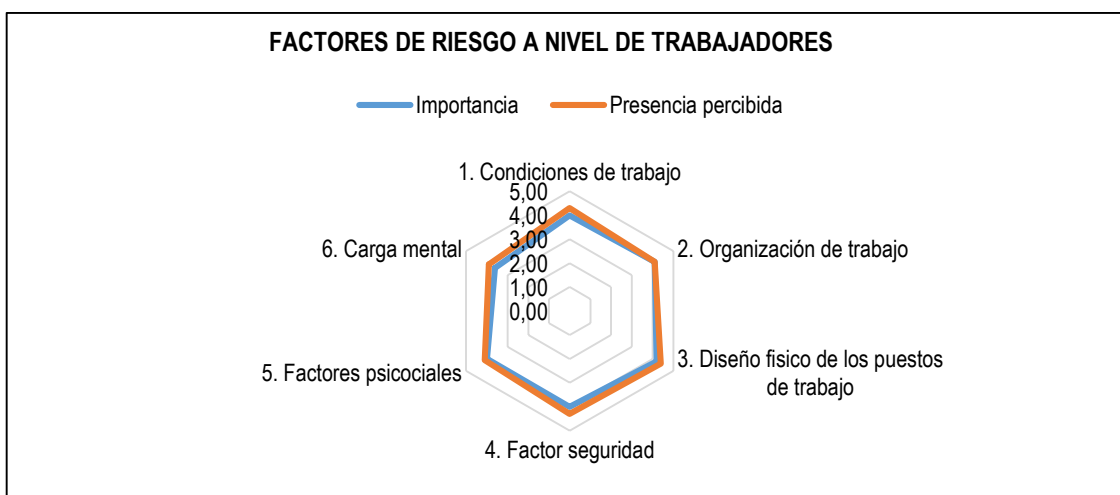 FACTORES DE RIESGO A NIVEL DE TRABAJADORES
Importancia
Presencia percibida
1. Condiciones de trabajo
5,00
4,00
3,00
2,00
1,00
0,00
2. Organización de trabajo
3. Diseño fisico de los puestos
de trabajo
4. Factor seguridad
5. Factores psicociales
6. Carga mental